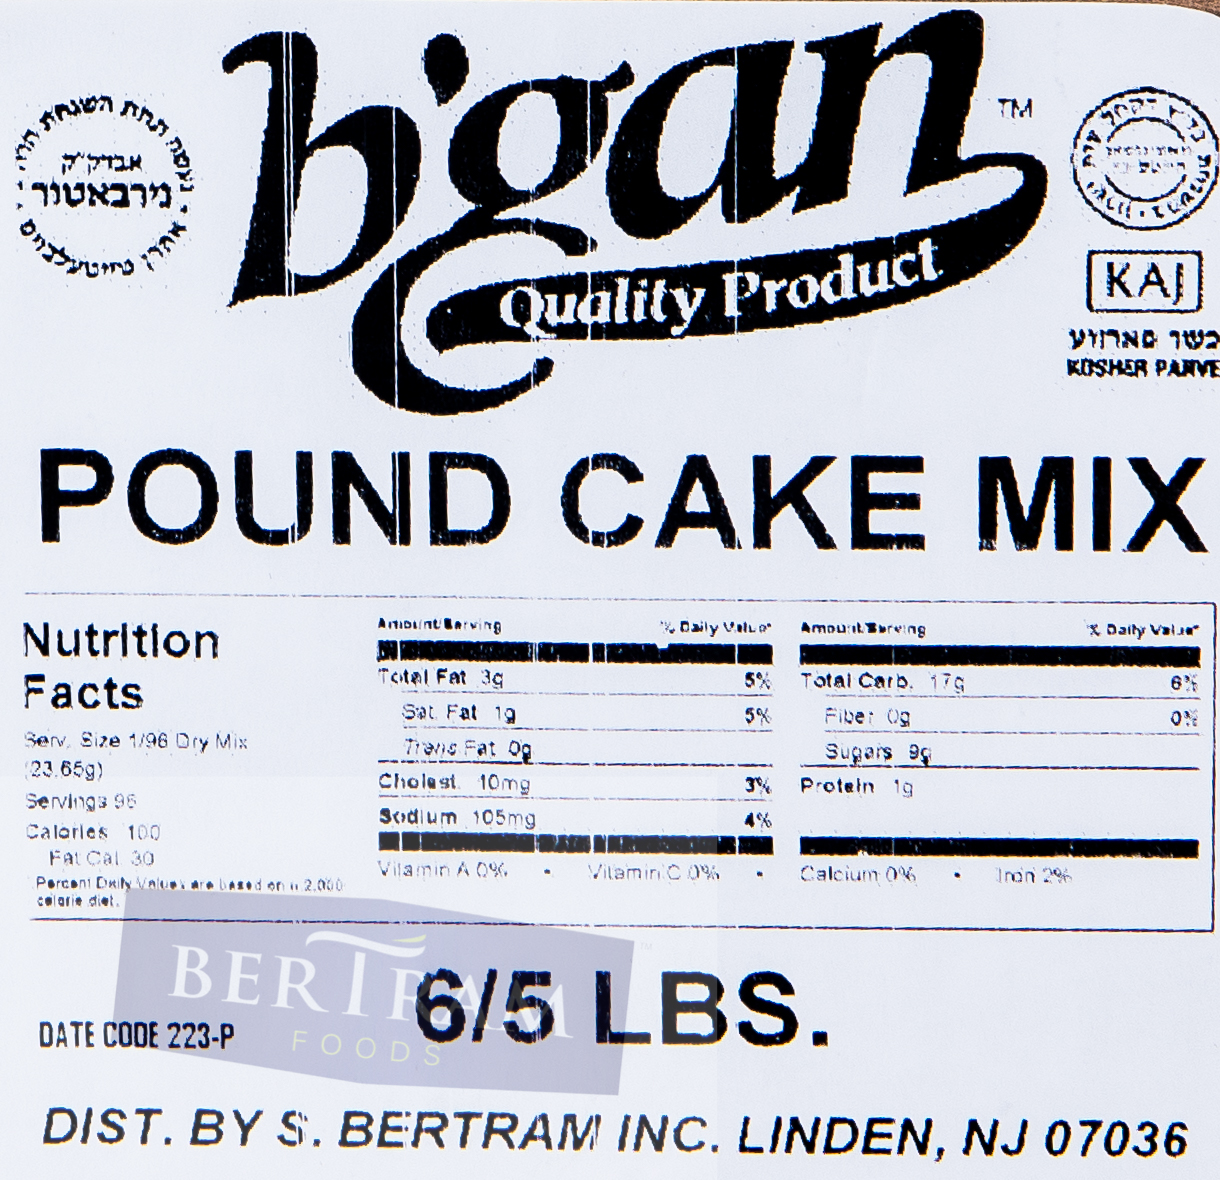 b'gan
TM
Quality Product
אבדק"ק
נירבאטור
KAJ
כשר פארווע
KOSHER PARVE
POUND CAKE MIX
Nutrition
Facts
Serv. Size 1/96 Dry Mix
(23.65g)
Servings 96
Calories 100
Fat Cal 30
Percent Daily Values are based on a 2,000
calorie diet.
Amount/Serving % Daily Value*
Total Fat 3g 5%
Sat. Fat 1g 5%
Trans Fat 0g
Cholest. 10mg 3%
Sodium 105mg 4%
Amount/Serving % Daily Value*
Total Carb. 17g 6%
Fiber 0g 0%
Sugars 9g
Protein 1g
Vitamin A 0% • Vitamin C 0% • Calcium 0% • Iron 2%
BERTRAM
FOODS
6/5 LBS.
DATE CODE 223-P
DIST. BY S. BERTRAM INC. LINDEN, NJ 07036